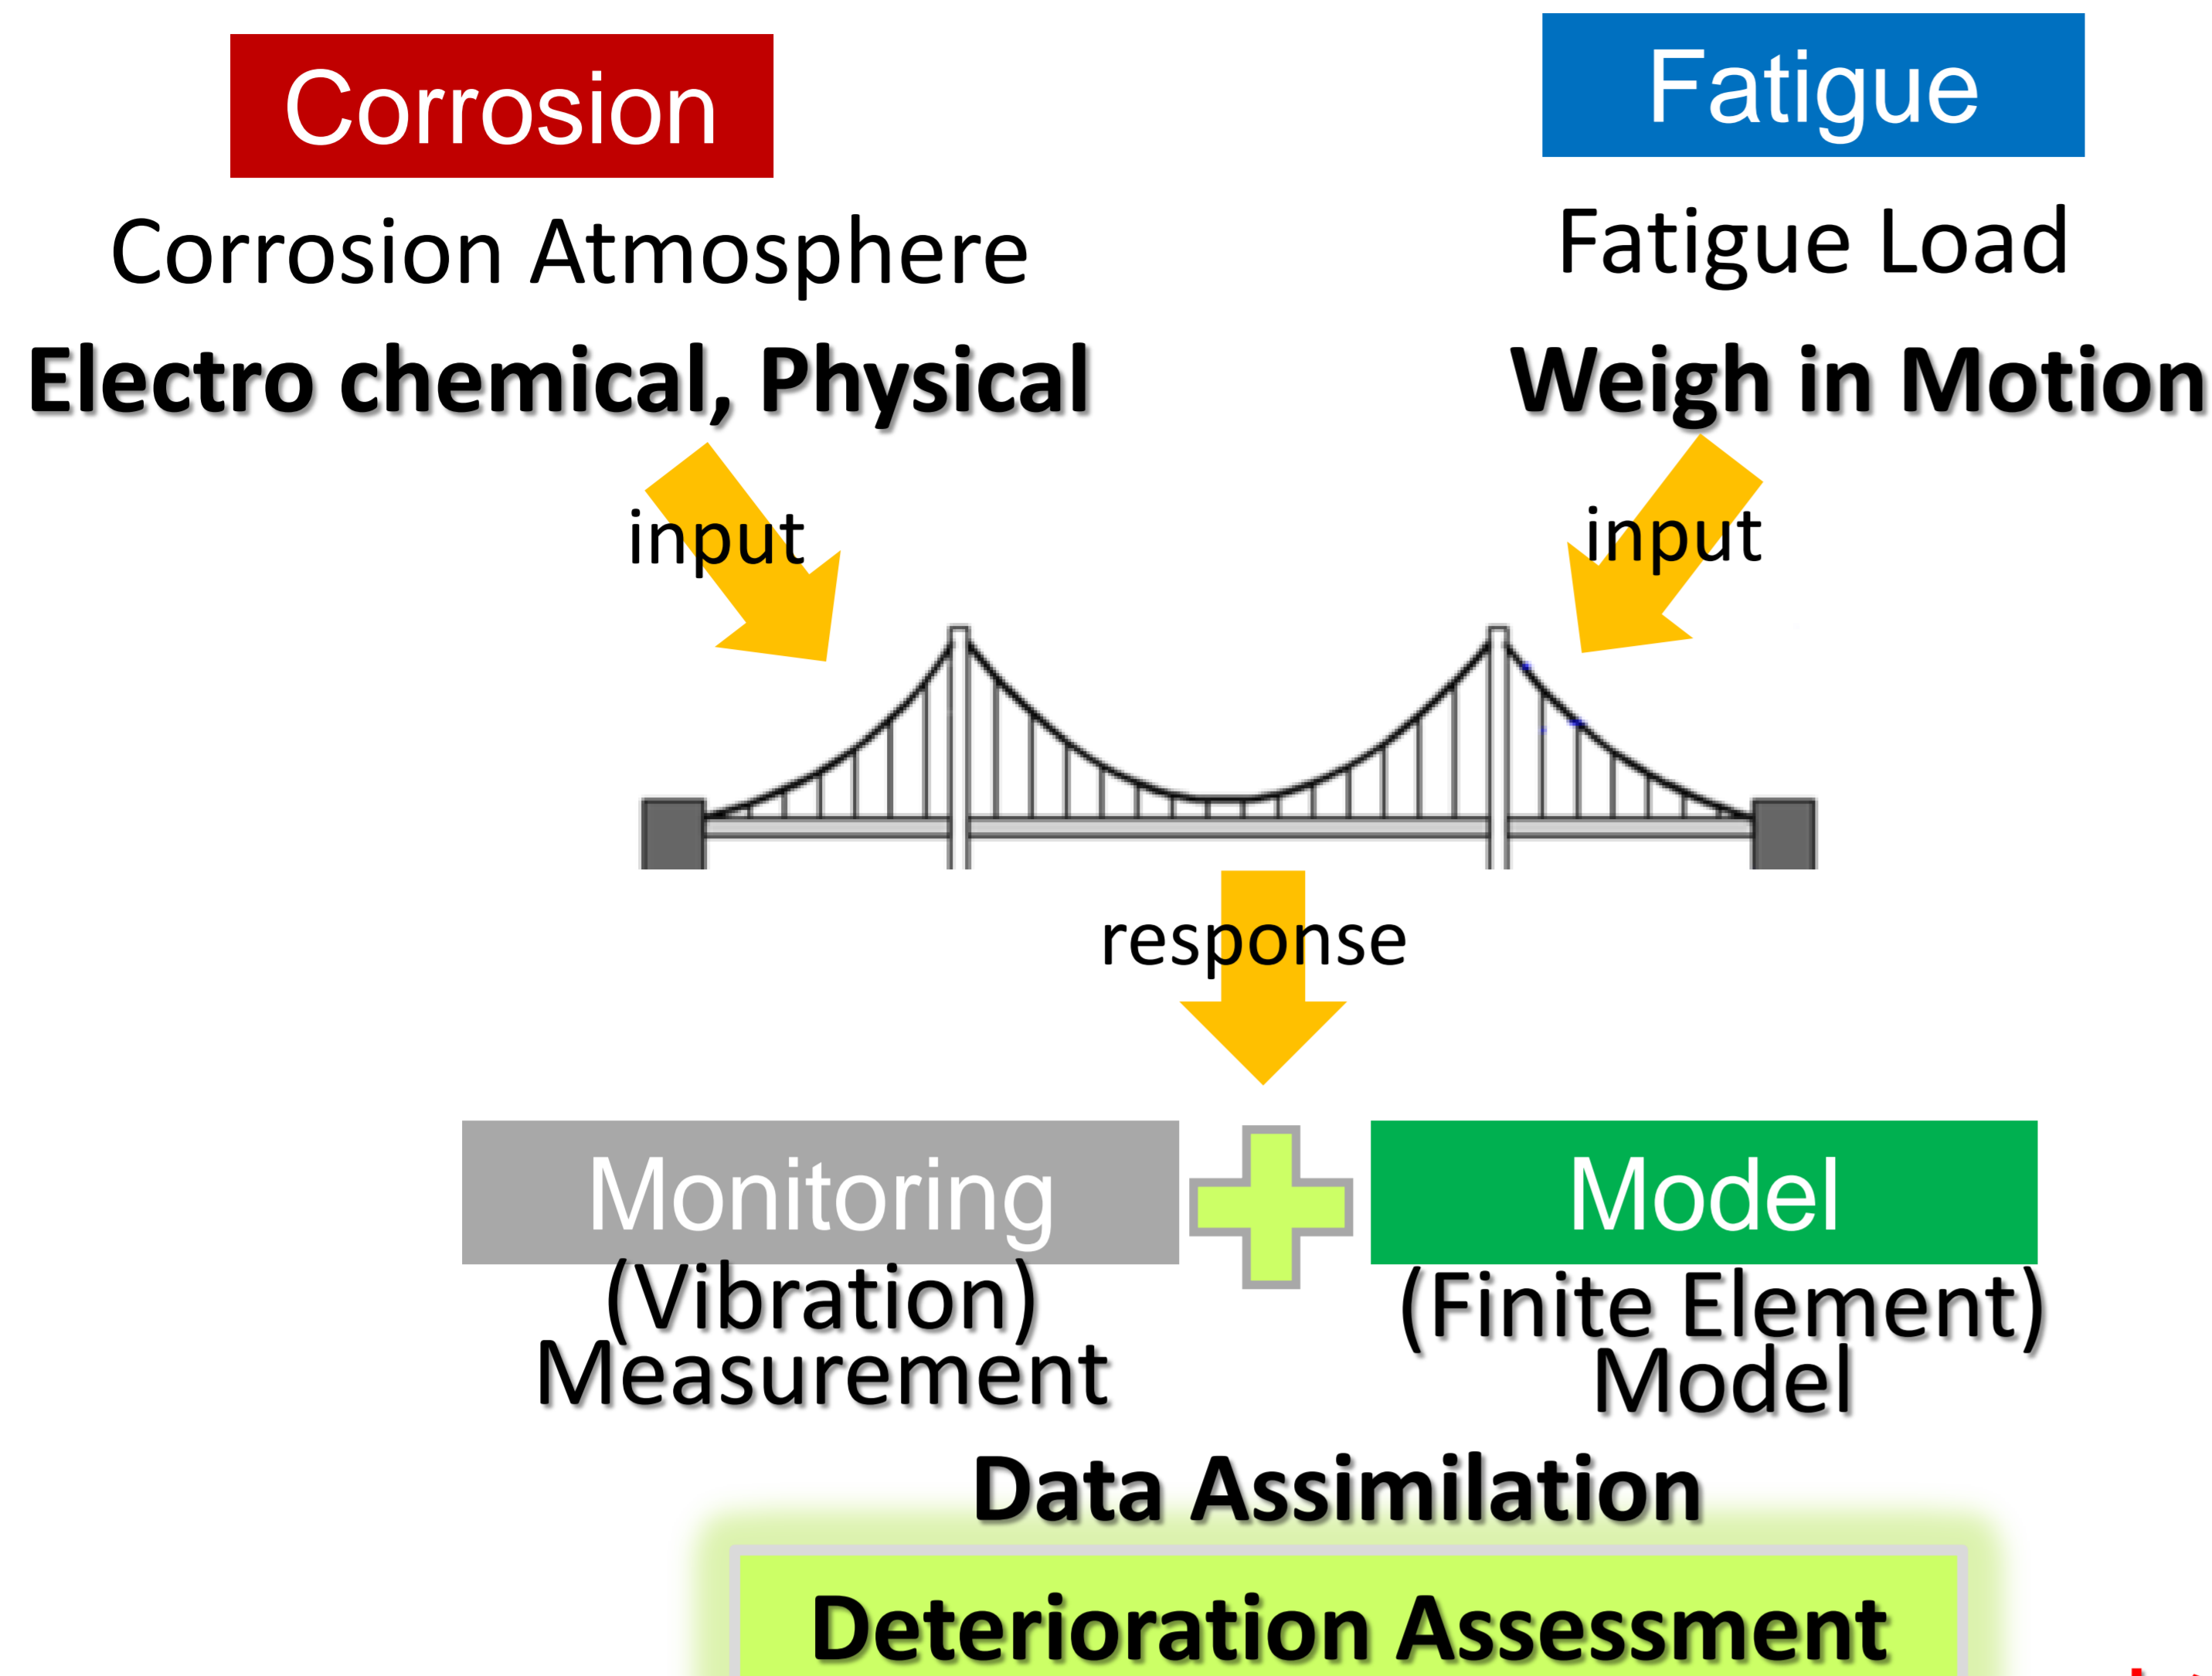 Corrosion
Fatigue
Corrosion Atmosphere
Fatigue Load
Electro chemical, Physical
Weigh in Motion
input
input
response
Monitoring
Model
(Vibration)
Measurement
(Finite Element)
Model
Data Assimilation
Deterioration Assessment